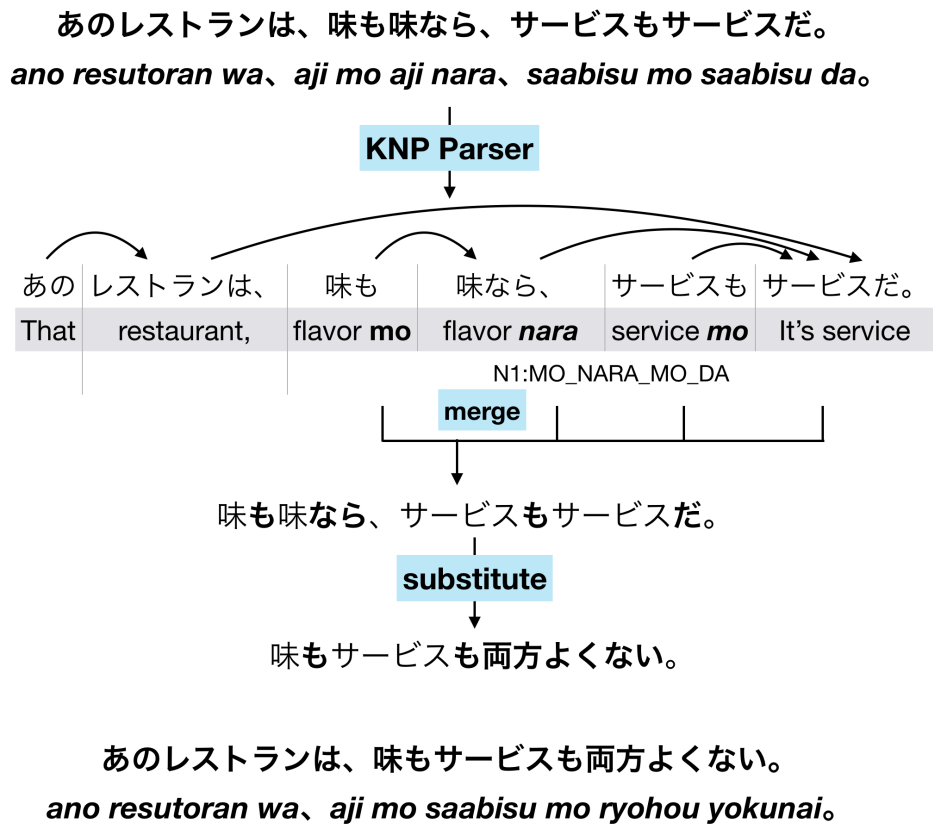 あのレストランは、味も味なら、サービスもサービスだ。
ano resutoran wa、aji mo aji nara、saabisu mo saabisu da。
KNP Parser
あの レストランは、 味も 味なら、 サービスも サービスだ。
That restaurant, flavor mo flavor nara service mo It's service
N1:MO_NARA_MO_DA
merge
味も味なら、サービスもサービスだ。
substitute
味もサービスも両方よくない。
あのレストランは、味もサービスも両方よくない。
ano resutoran wa、aji mo saabisu mo ryohou yokunai。